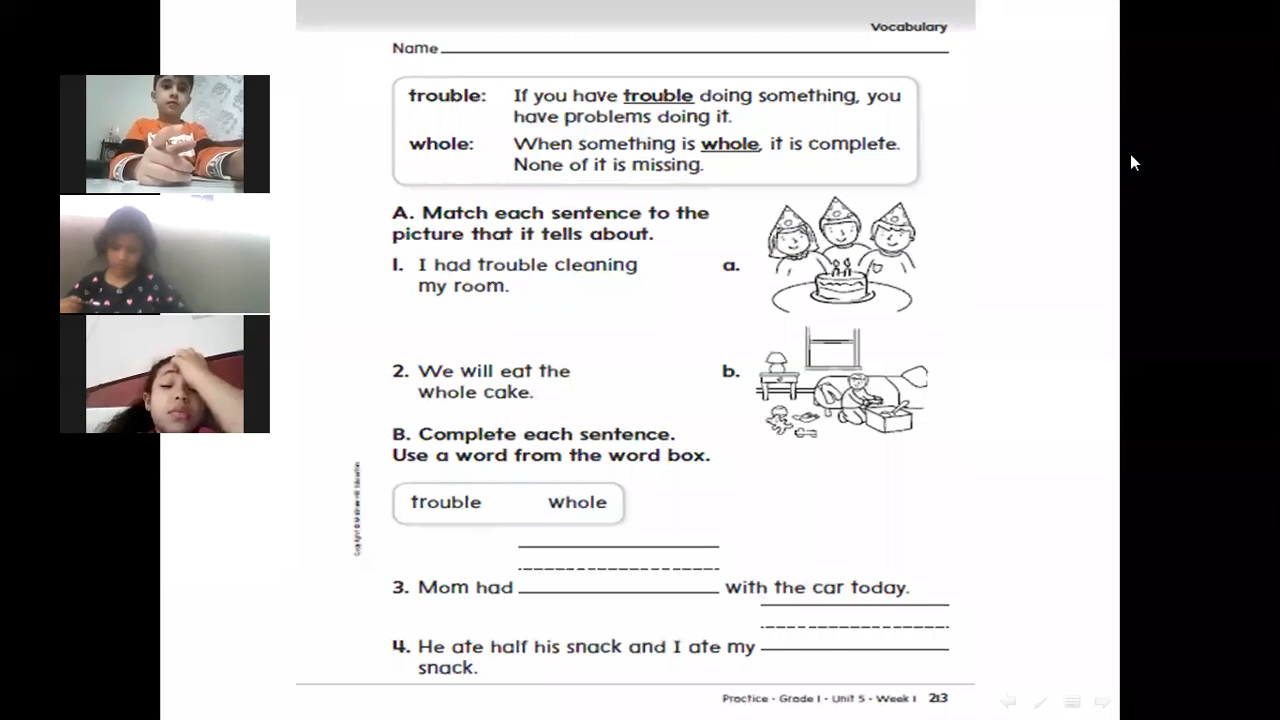 Vocabulary
Name
trouble: If you have trouble doing something, you
have problems doing it.
whole: When something is whole, it is complete.
None of it is missing.
A. Match each sentence to the
picture that it tells about.
1. I had trouble cleaning
my room.
a.
2. We will eat the
whole cake.
b.
B. Complete each sentence.
Use a word from the word box.
trouble whole
3. Mom had with the car today.
4. He ate half his snack and I ate my
snack.
Copyright © McGraw-Hill Education
Practice • Grade 1 • Unit 5 • Week 1 213